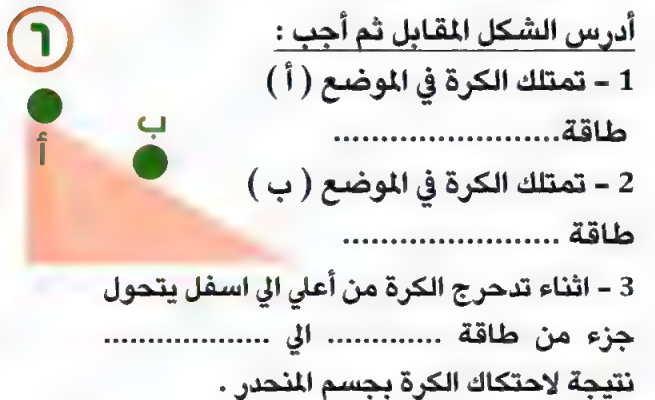 ٦
أدرس الشكل المقابل ثم أجب :
1 - تمتلك الكرة في الموضع ( أ )
طاقة.........................
2 - تمتلك الكرة في الموضع ( ب )
طاقة .......................
3 - اثناء تدحرج الكرة من أعلي الي اسفل يتحول
جزء من طاقة ............ الي ..................
نتيجة لاحتكاك الكرة بجسم المنحدر .
أ
ب